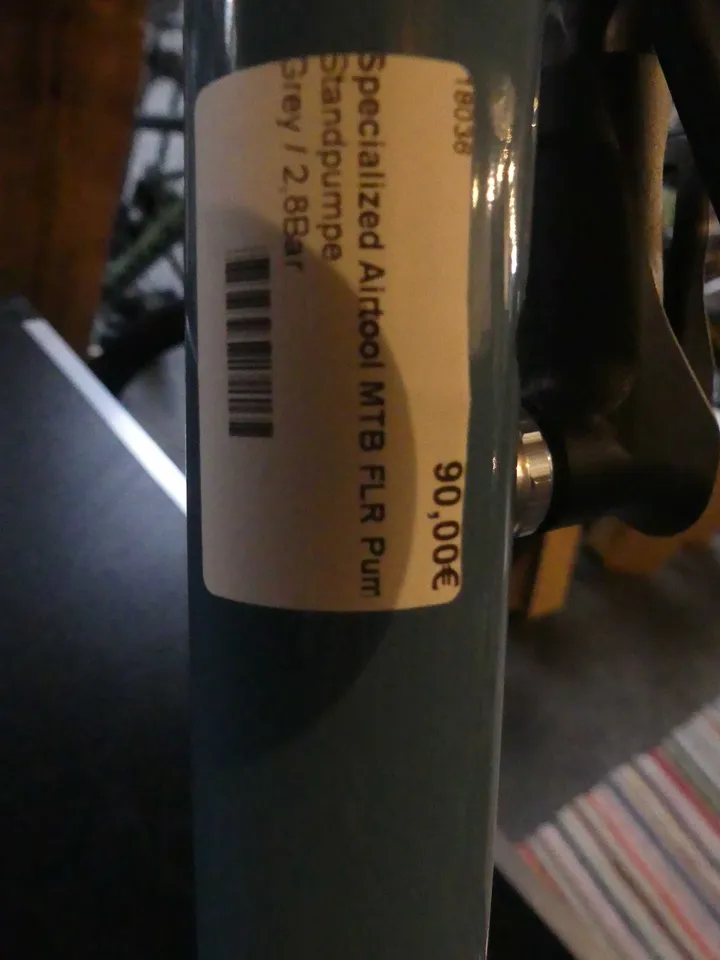 18038
Specialized Airtool MTB FLR Pum
Standpumpe
Grey / 2,8Bar
90,00€